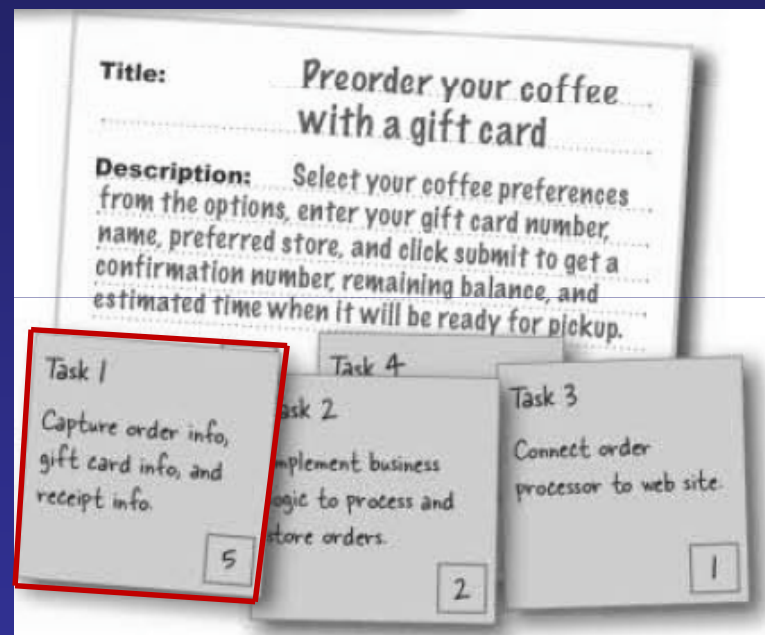 Title: Preorder your coffee
with a gift card
Description: Select your coffee preferences
from the options, enter your gift card number,
name, preferred store, and click submit to get a
confirmation number, remaining balance, and
estimated time when it will be ready for pickup.
Task 1
Capture order info,
gift card info, and
receipt info.
5
Task 4
ask 2
mplement business
ogic to process and
store orders.
2
Task 3
Connect order
processor to web site.
1